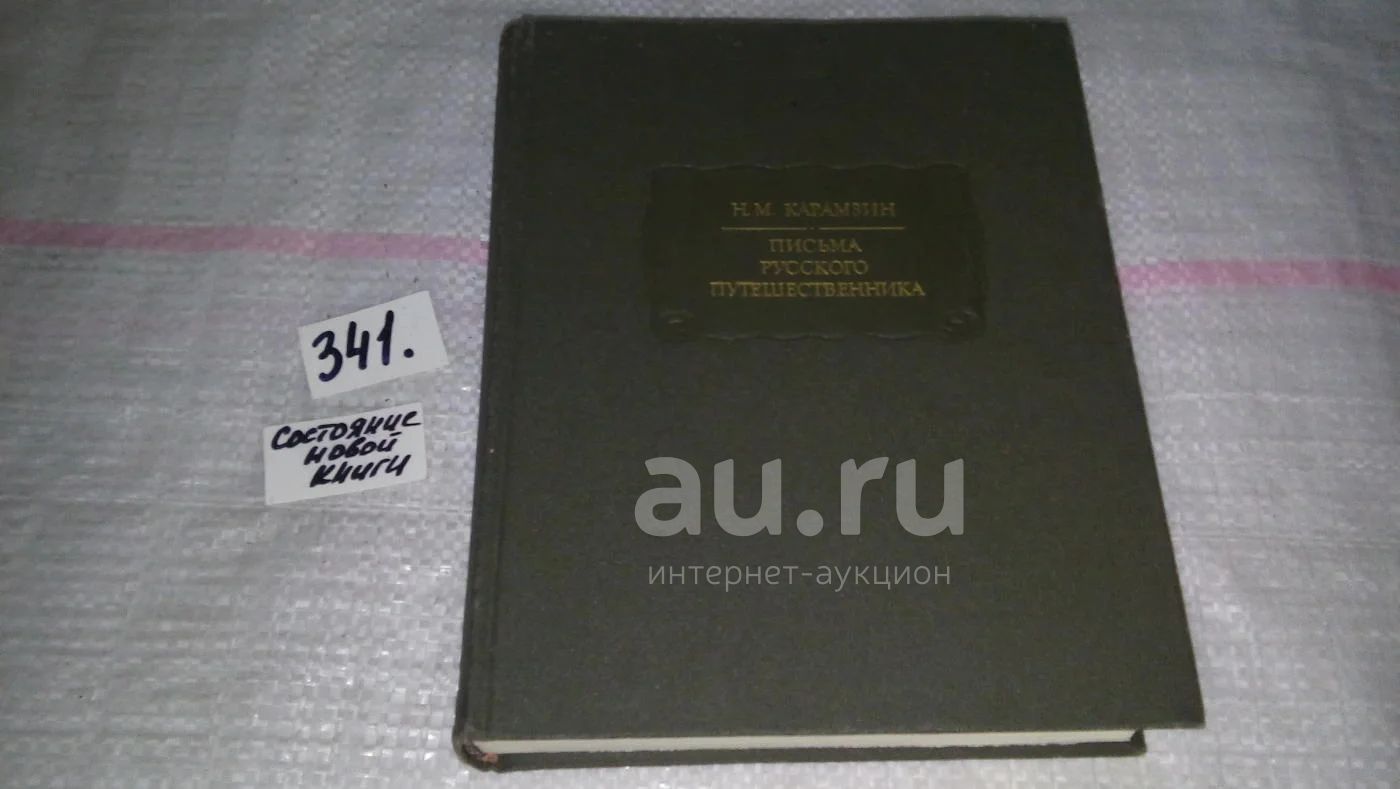 Н. М. КАРАМЗИН
ПИСЬМА
РУССКОГО
ПУТЕШЕСТВЕННИКА
341.
Состояние
новой
книги
au.ru
интернет-аукцион